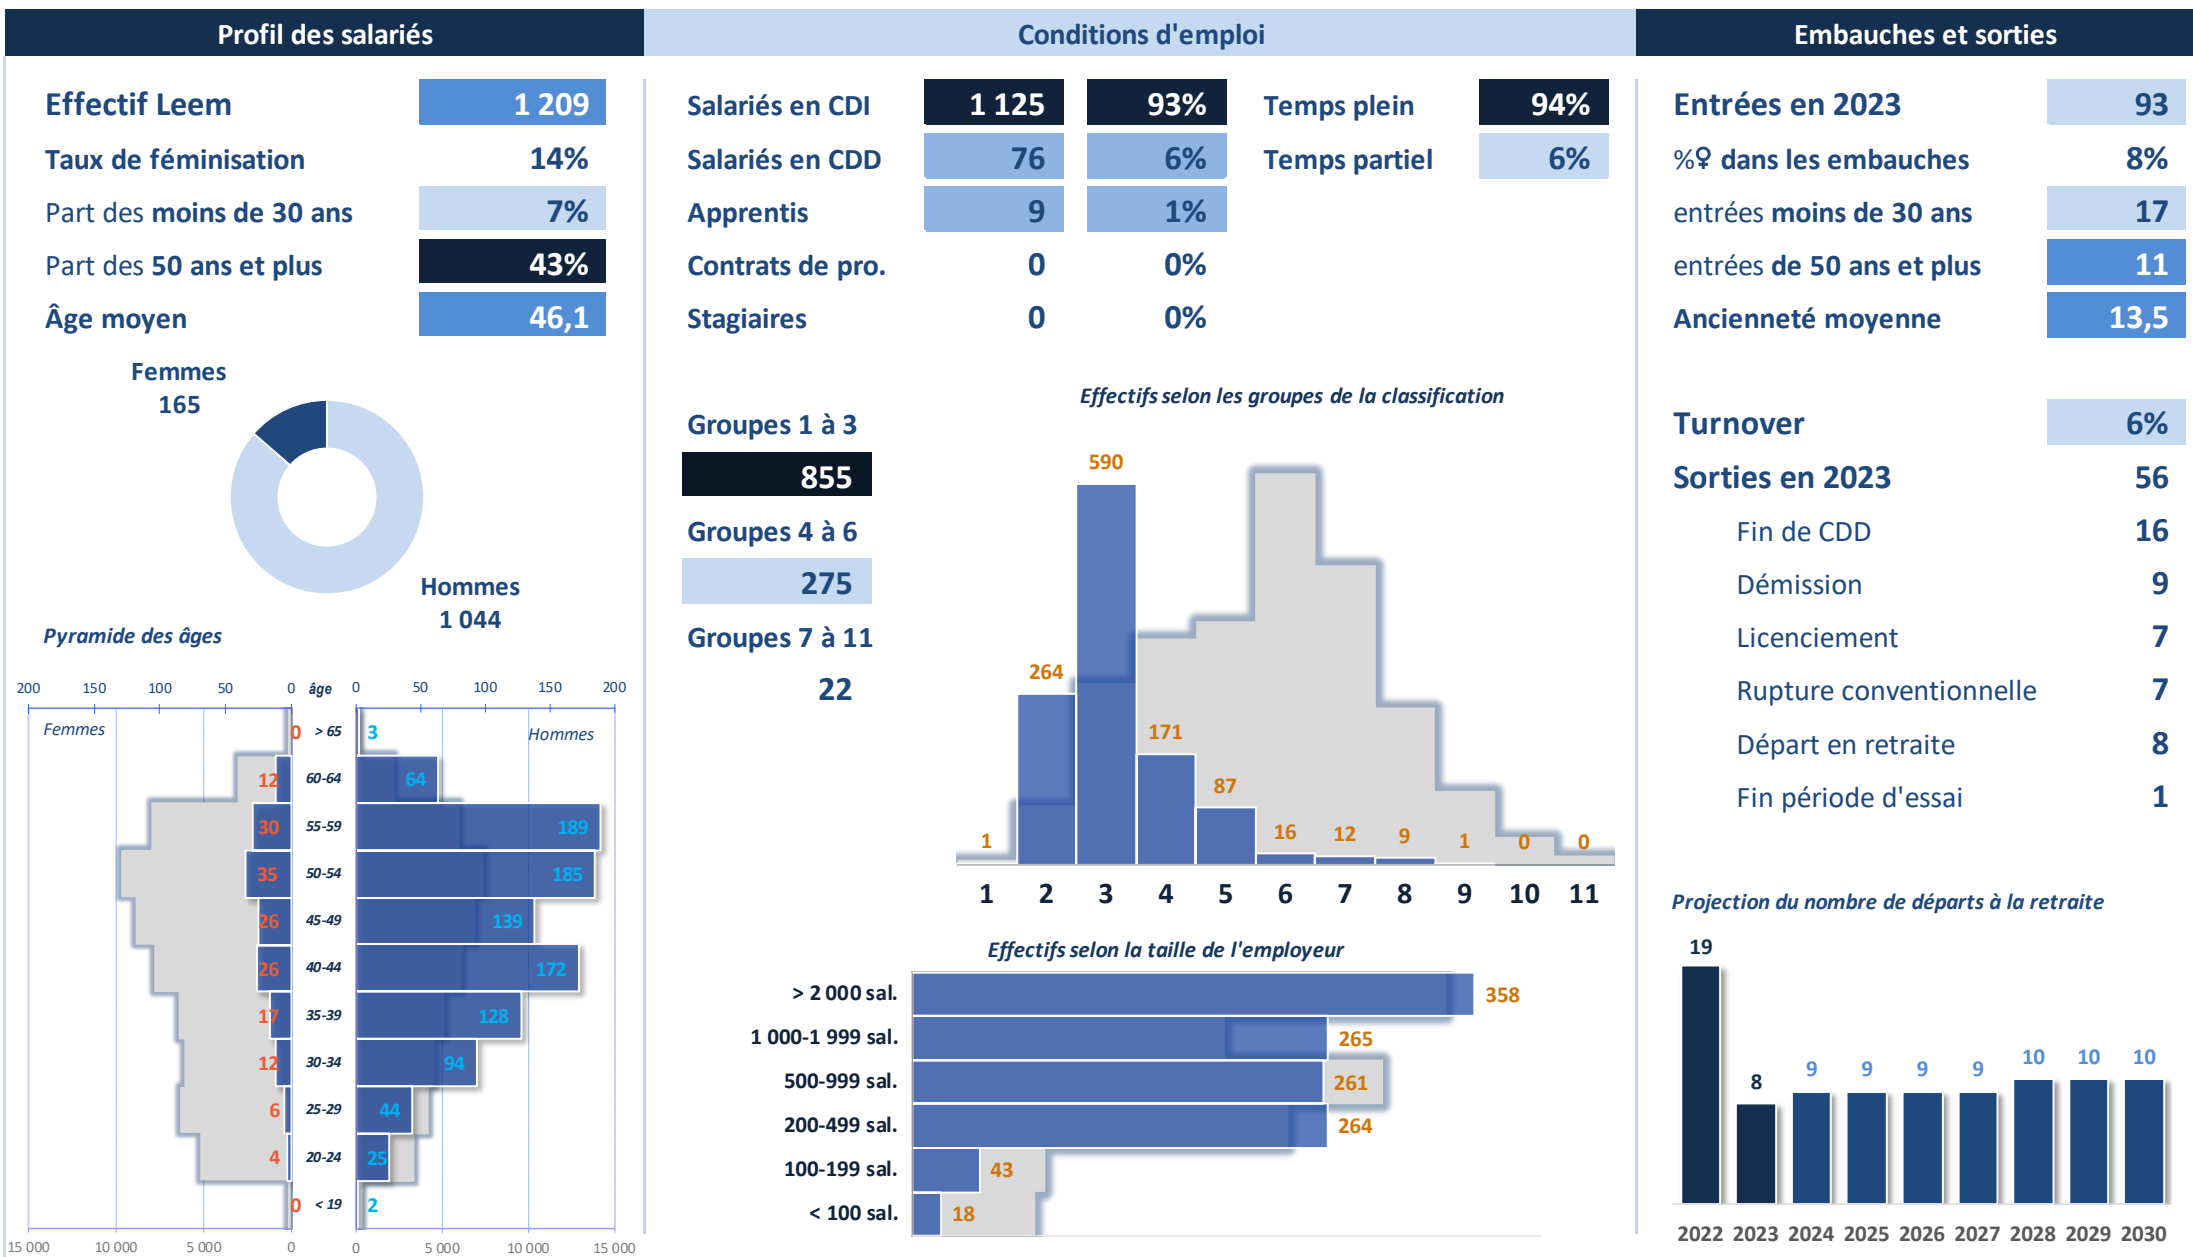 Profil des salariés
Effectif Leem 1 209
Taux de féminisation 14%
Part des moins de 30 ans 7%
Part des 50 ans et plus 43%
Âge moyen 46,1
Femmes
165
Hommes
1 044
Pyramide des âges
200 150 100 50 0 âge 0 50 100 150 200
Femmes Hommes
0 > 65 3
12 60-64 64
30 55-59 189
35 50-54 185
26 45-49 139
26 40-44 172
17 35-39 128
12 30-34 94
6 25-29 44
4 20-24 25
0 < 19 2
15 000 10 000 5 000 0 0 5 000 10 000 15 000
Conditions d'emploi
Salariés en CDI 1 125 93% Temps plein 94%
Salariés en CDD 76 6% Temps partiel 6%
Apprentis 9 1%
Contrats de pro. 0 0%
Stagiaires 0 0%
Groupes 1 à 3
855
Groupes 4 à 6
275
Groupes 7 à 11
22
Effectifs selon les groupes de la classification
1 264 590 171 87 16 12 9 1 0 0
1 2 3 4 5 6 7 8 9 10 11
Effectifs selon la taille de l'employeur
> 2 000 sal. 358
1 000-1 999 sal. 265
500-999 sal. 261
200-499 sal. 264
100-199 sal. 43
< 100 sal. 18
Embauches et sorties
Entrées en 2023 93
%♀ dans les embauches 8%
entrées moins de 30 ans 17
entrées de 50 ans et plus 11
Ancienneté moyenne 13,5
Turnover 6%
Sorties en 2023 56
Fin de CDD 16
Démission 9
Licenciement 7
Rupture conventionnelle 7
Départ en retraite 8
Fin période d'essai 1
Projection du nombre de départs à la retraite
19 8 9 9 9 9 10 10 10
2022 2023 2024 2025 2026 2027 2028 2029 2030